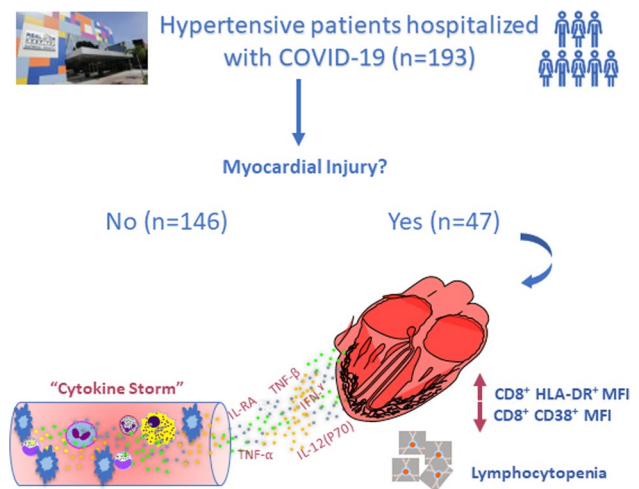 Hypertensive patients hospitalized
with COVID-19 (n=193)
Myocardial Injury?
No (n=146)
Yes (n=47)
"Cytokine Storm"
IL-RA
TNF-β
IFN-γ
TNF-α
IL-12(P70)
CD8⁺ HLA-DR⁺ MFI
CD8⁺ CD38⁺ MFI
Lymphocytopenia